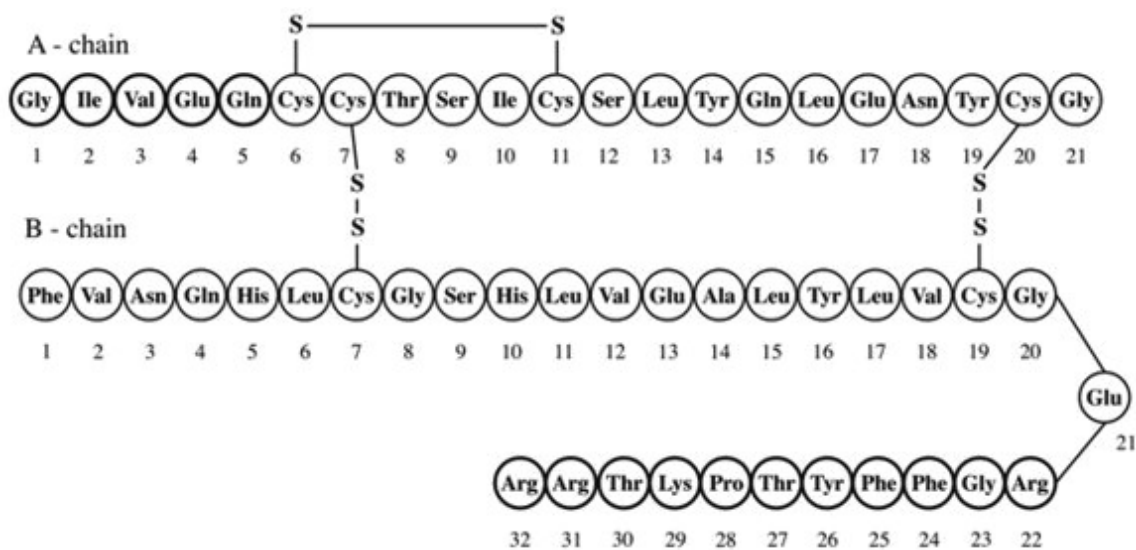 S S
A - chain
Gly Ile Val Glu Gln Cys Cys Thr Ser Ile Cys Ser Leu Tyr Gln Leu Glu Asn Tyr Cys Gly
1 2 3 4 5 6 7 8 9 10 11 12 13 14 15 16 17 18 19 20 21
S S
S S
B - chain
Phe Val Asn Gln His Leu Cys Gly Ser His Leu Val Glu Ala Leu Tyr Leu Val Cys Gly
1 2 3 4 5 6 7 8 9 10 11 12 13 14 15 16 17 18 19 20
Glu
21
Arg Arg Thr Lys Pro Thr Tyr Phe Phe Gly Arg
32 31 30 29 28 27 26 25 24 23 22